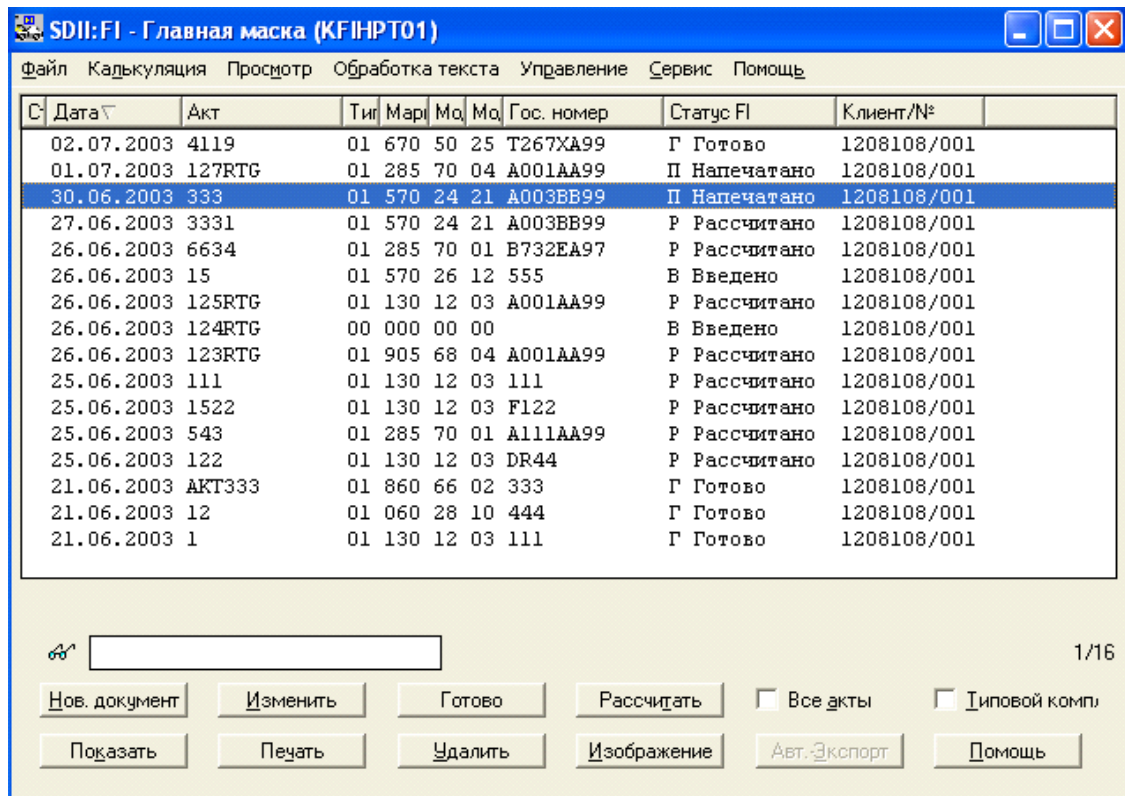 SDII:FI - Главная маска (KFIHPT01)
Файл Калькуляция Просмотр Обработка текста Управление Сервис Помощь
С Дата Акт Тип Марк Мо Мо Гос. номер Статус FI Клиент/№
02.07.2003 4119 01 670 50 25 T267XA99 Г Готово 1208108/001
01.07.2003 127RTG 01 285 70 04 A001AA99 П Напечатано 1208108/001
30.06.2003 333 01 570 24 21 A003BB99 П Напечатано 1208108/001
27.06.2003 3331 01 570 24 21 A003BB99 Р Рассчитано 1208108/001
26.06.2003 6634 01 285 70 01 B732EA97 Р Рассчитано 1208108/001
26.06.2003 15 01 570 26 12 555 В Введено 1208108/001
26.06.2003 125RTG 01 130 12 03 A001AA99 Р Рассчитано 1208108/001
26.06.2003 124RTG 00 000 00 00 В Введено 1208108/001
26.06.2003 123RTG 01 905 68 04 A001AA99 Р Рассчитано 1208108/001
25.06.2003 111 01 130 12 03 111 Р Рассчитано 1208108/001
25.06.2003 1522 01 130 12 03 F122 Р Рассчитано 1208108/001
25.06.2003 543 01 285 70 01 A111AA99 Р Рассчитано 1208108/001
25.06.2003 122 01 130 12 03 DR44 Р Рассчитано 1208108/001
21.06.2003 AKT333 01 860 66 02 333 Г Готово 1208108/001
21.06.2003 12 01 060 28 10 444 Г Готово 1208108/001
21.06.2003 1 01 130 12 03 111 Г Готово 1208108/001
1/16
Нов. документ Изменить Готово Рассчитать Все акты Типовой компл
Показать Печать Удалить Изображение Авт.-Экспорт Помощь